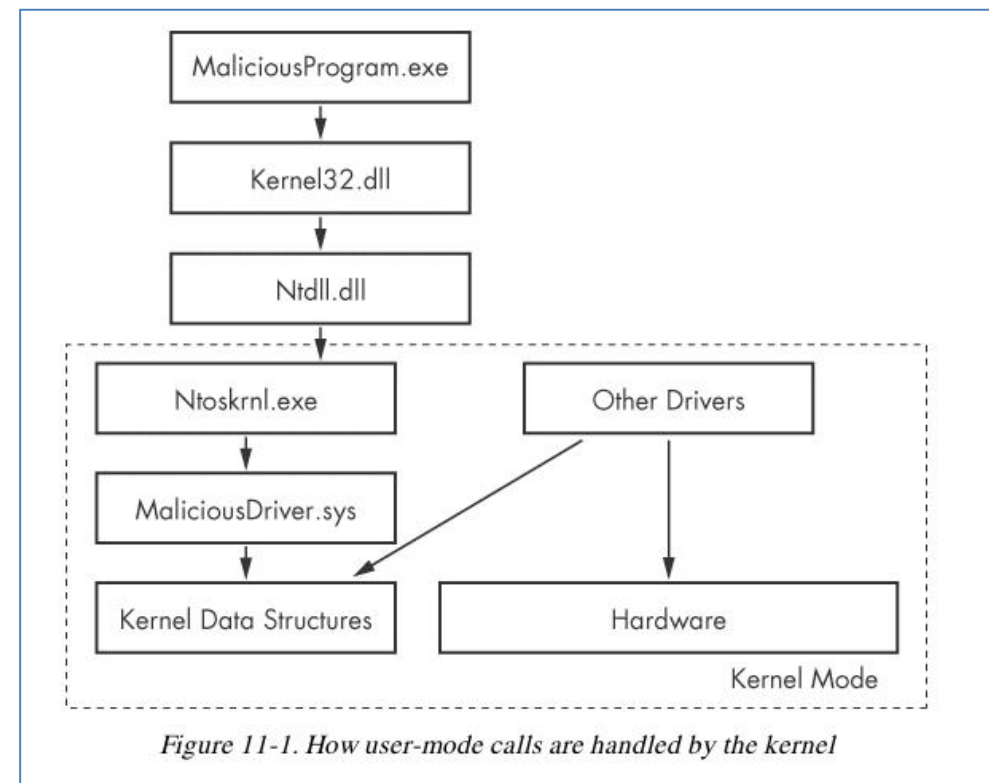 MaliciousProgram.exe
Kernel32.dll
Ntdll.dll
Ntoskrnl.exe
Other Drivers
MaliciousDriver.sys
Kernel Data Structures
Hardware
Kernel Mode
Figure 11-1. How user-mode calls are handled by the kernel